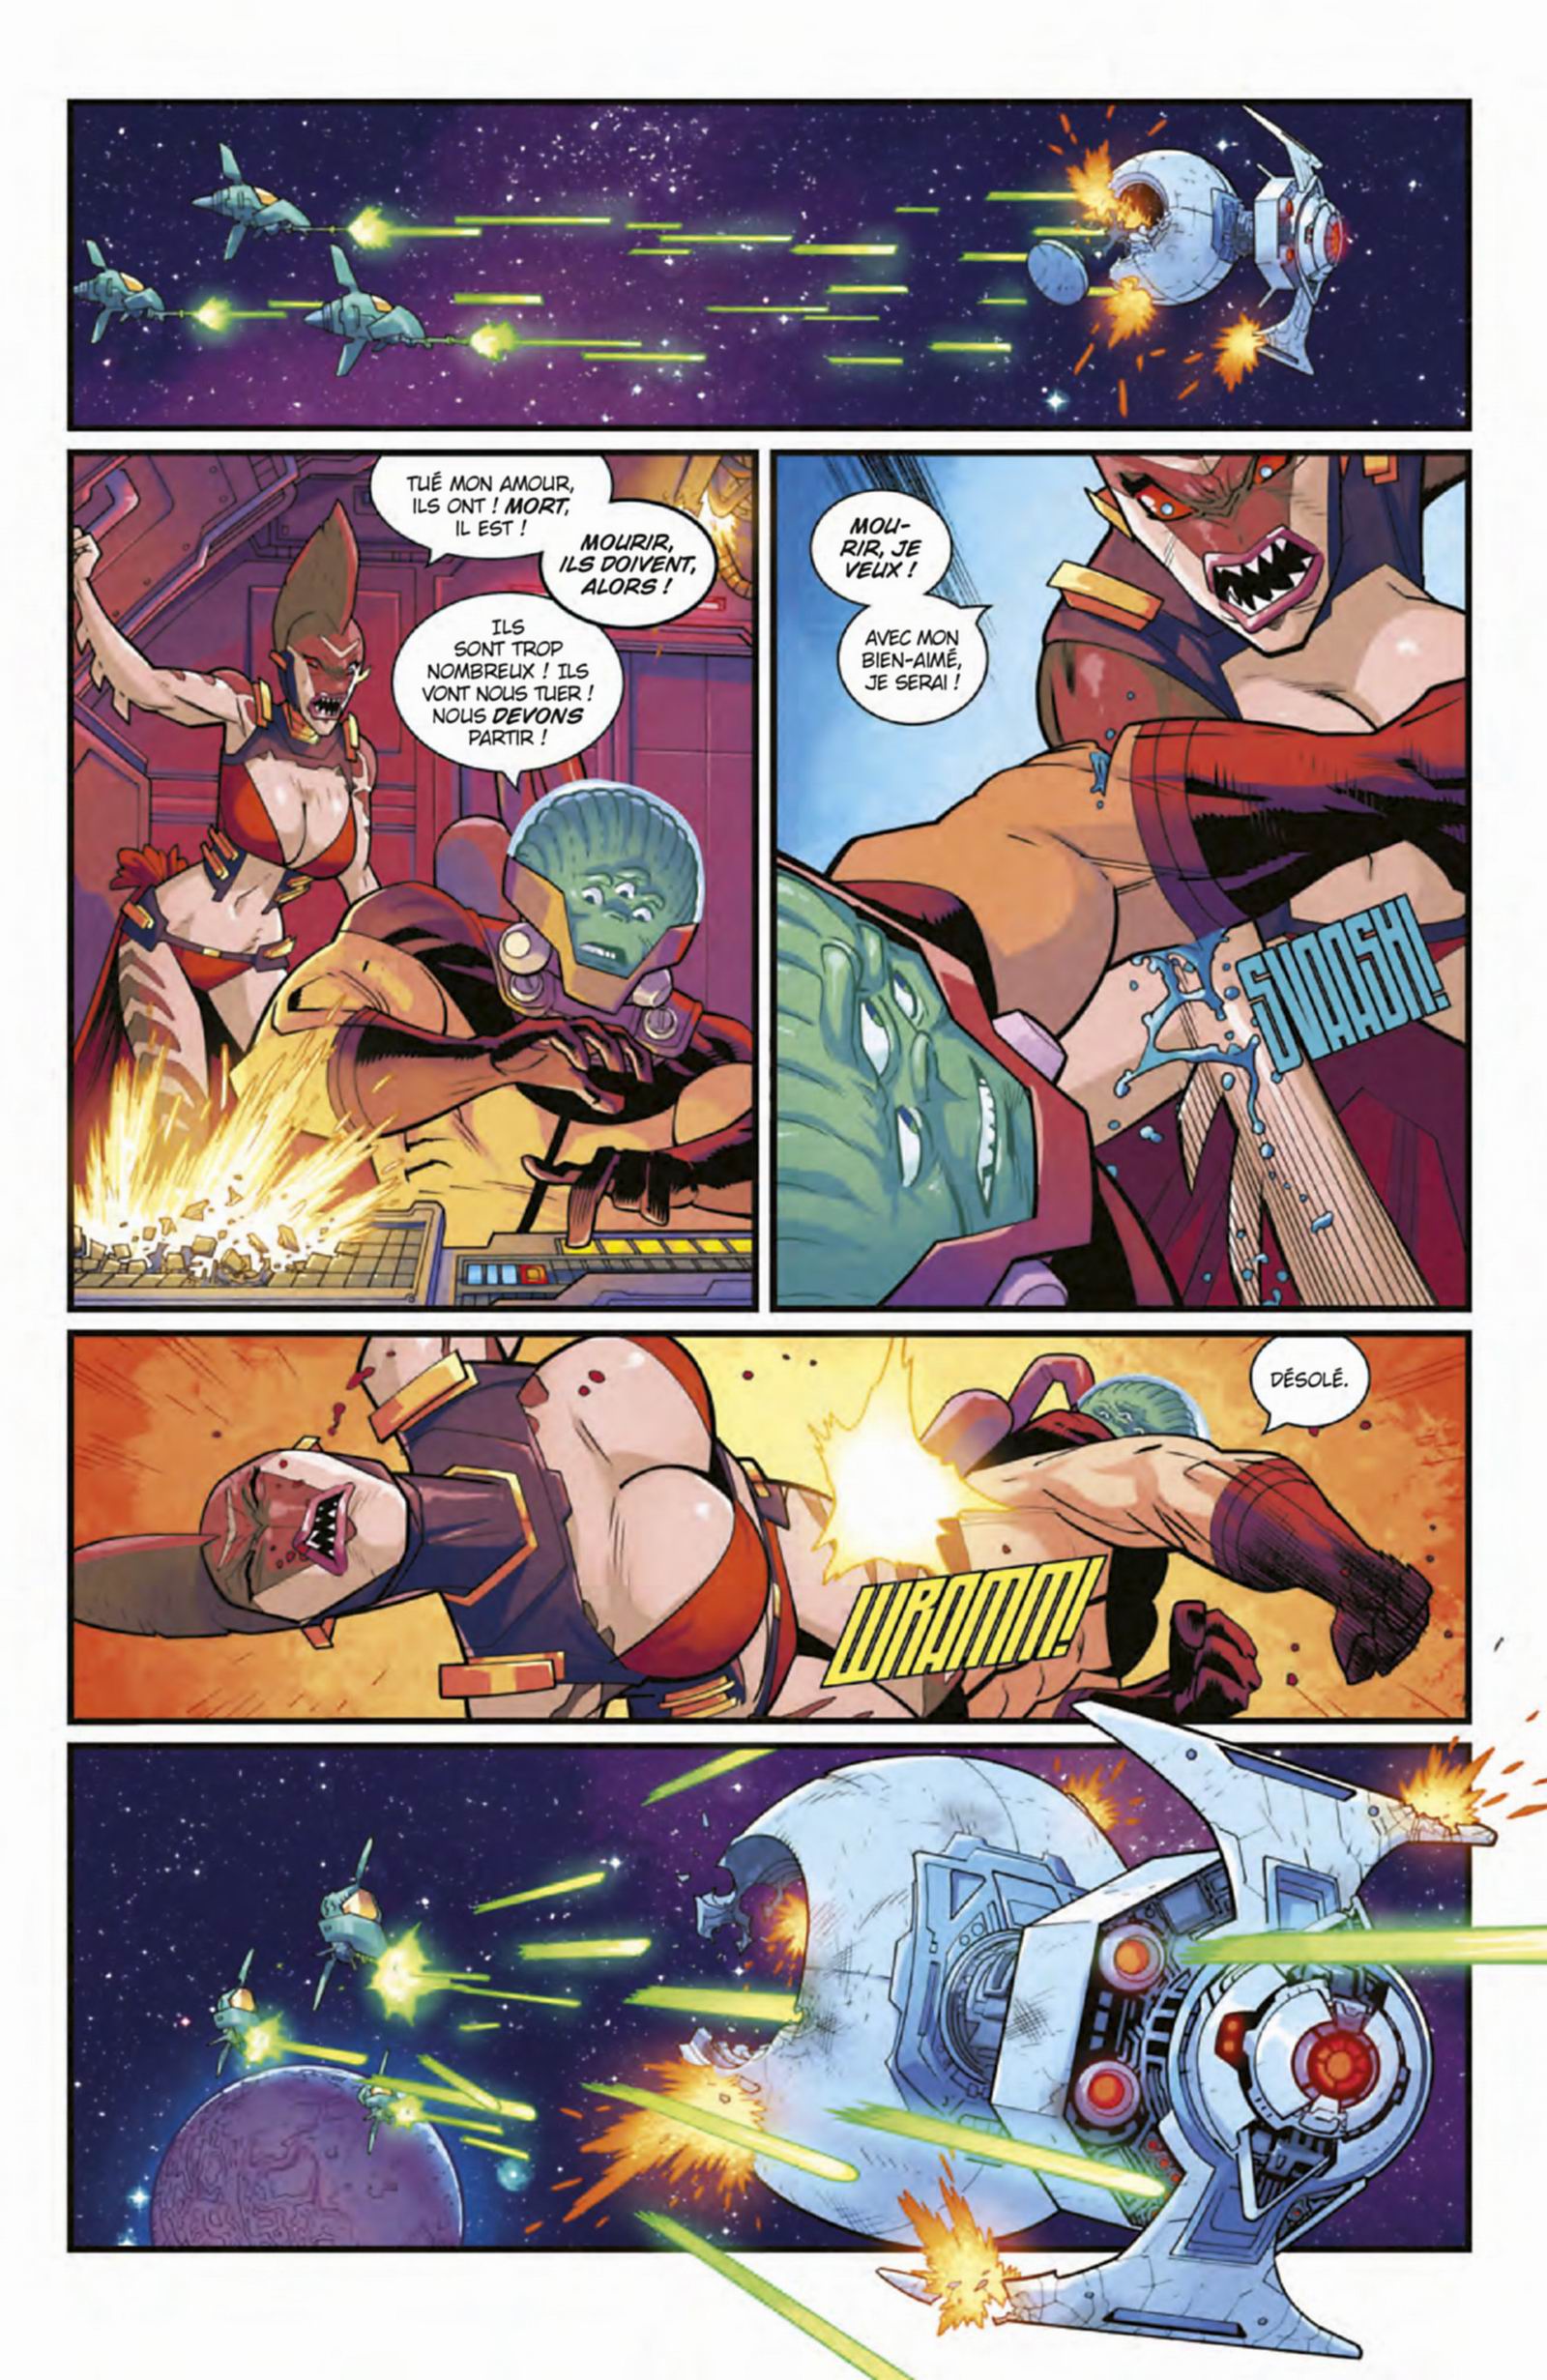 TUÉ MON AMOUR,
ILS ONT ! MORT,
IL EST !
MOURIR,
ILS DOIVENT,
ALORS !
ILS
SONT TROP
NOMBREUX ! ILS
VONT NOUS TUER !
NOUS DEVONS
PARTIR !
MOU-
RIR, JE
VEUX !
AVEC MON
BIEN-AIMÉ,
JE SERAI !
SVAASH!
DÉSOLÉ.
WRAMM!